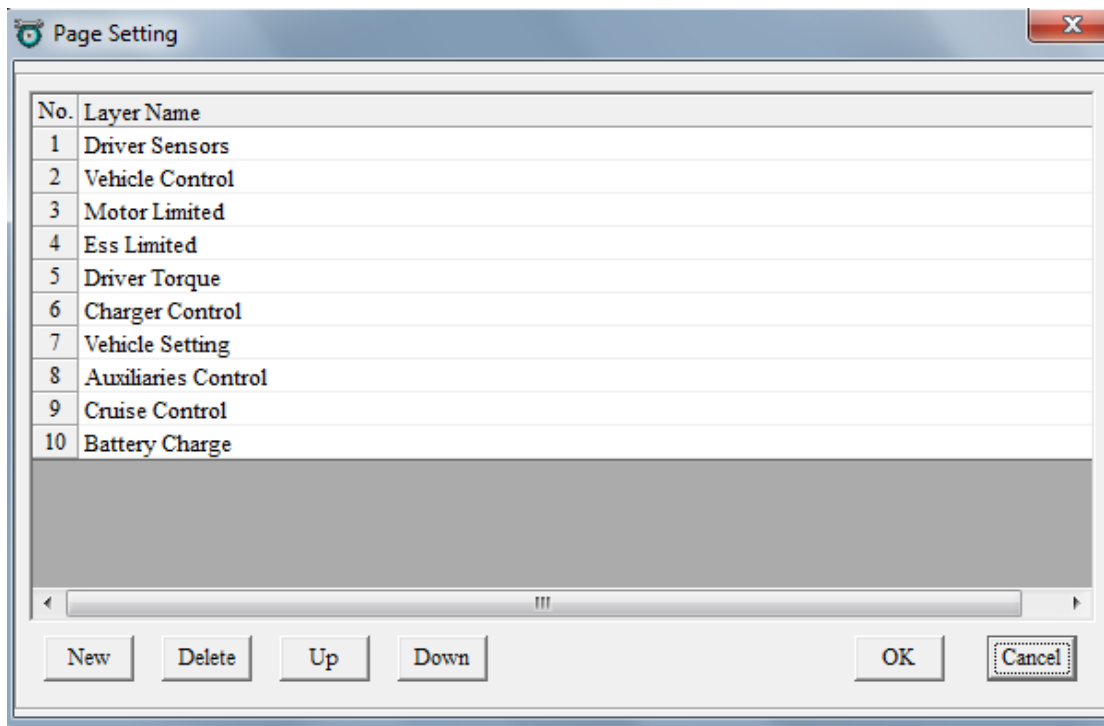 Page Setting
No. Layer Name
1 Driver Sensors
2 Vehicle Control
3 Motor Limited
4 Ess Limited
5 Driver Torque
6 Charger Control
7 Vehicle Setting
8 Auxiliaries Control
9 Cruise Control
10 Battery Charge
New Delete Up Down OK Cancel